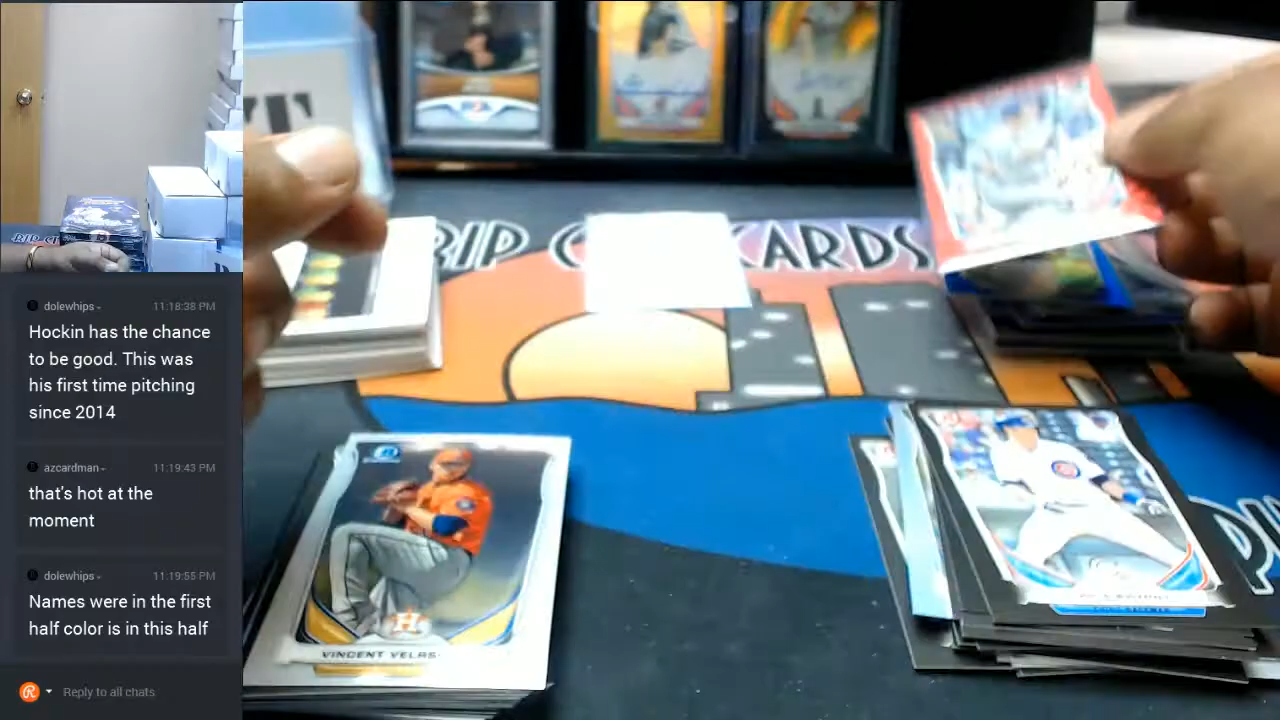 dolewhips 11:18:38 PM
Hockin has the chance
to be good. This was
his first time pitching
since 2014
azcardman 11:19:43 PM
that's hot at the
moment
dolewhips 11:19:55 PM
Names were in the first
half color is in this half
Reply to all chats
RIP C
CARDS
VINCENT VELAS